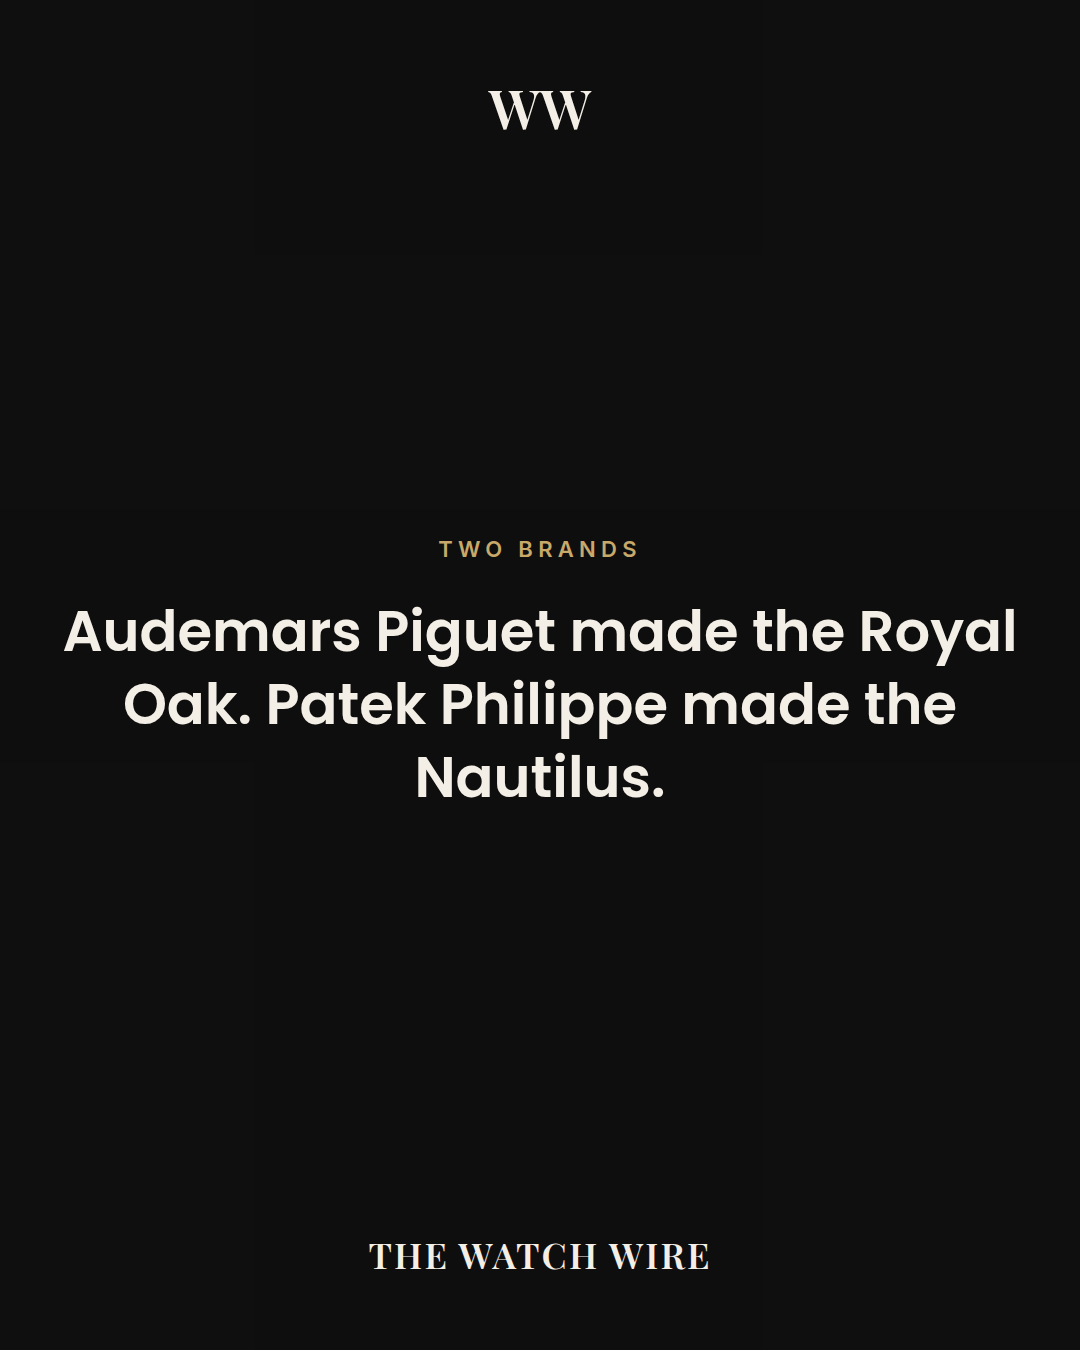 WW
TWO BRANDS
Audemars Piguet made the Royal
Oak. Patek Philippe made the
Nautilus.
THE WATCH WIRE